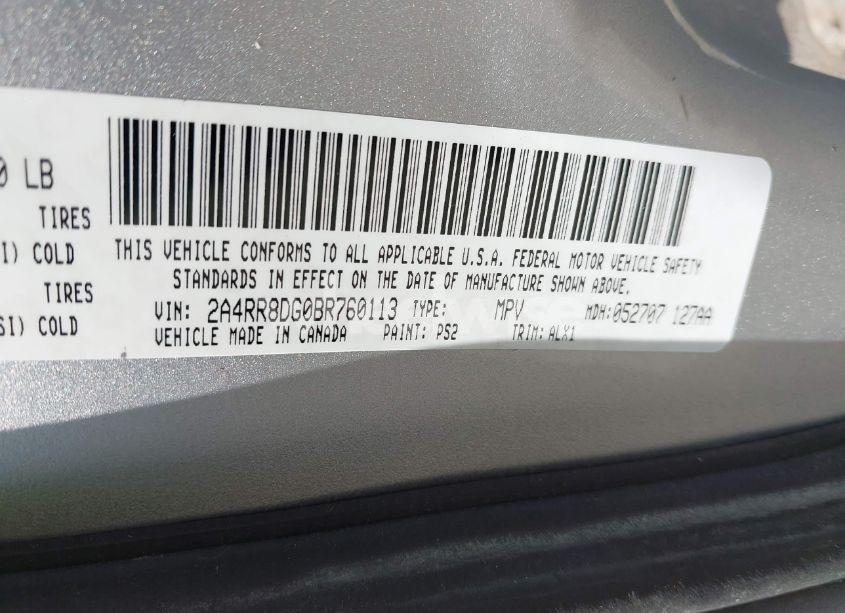 0 LB
TIRES
I) COLD
TIRES
SI) COLD
THIS VEHICLE CONFORMS TO ALL APPLICABLE U.S.A. FEDERAL MOTOR VEHICLE SAFETY
STANDARDS IN EFFECT ON THE DATE OF MANUFACTURE SHOWN ABOVE.
VIN: 2A4RR8DG0BR760113 TYPE: MPV MDH:052707 127AA
VEHICLE MADE IN CANADA PAINT: PS2 TRIM: ALX1